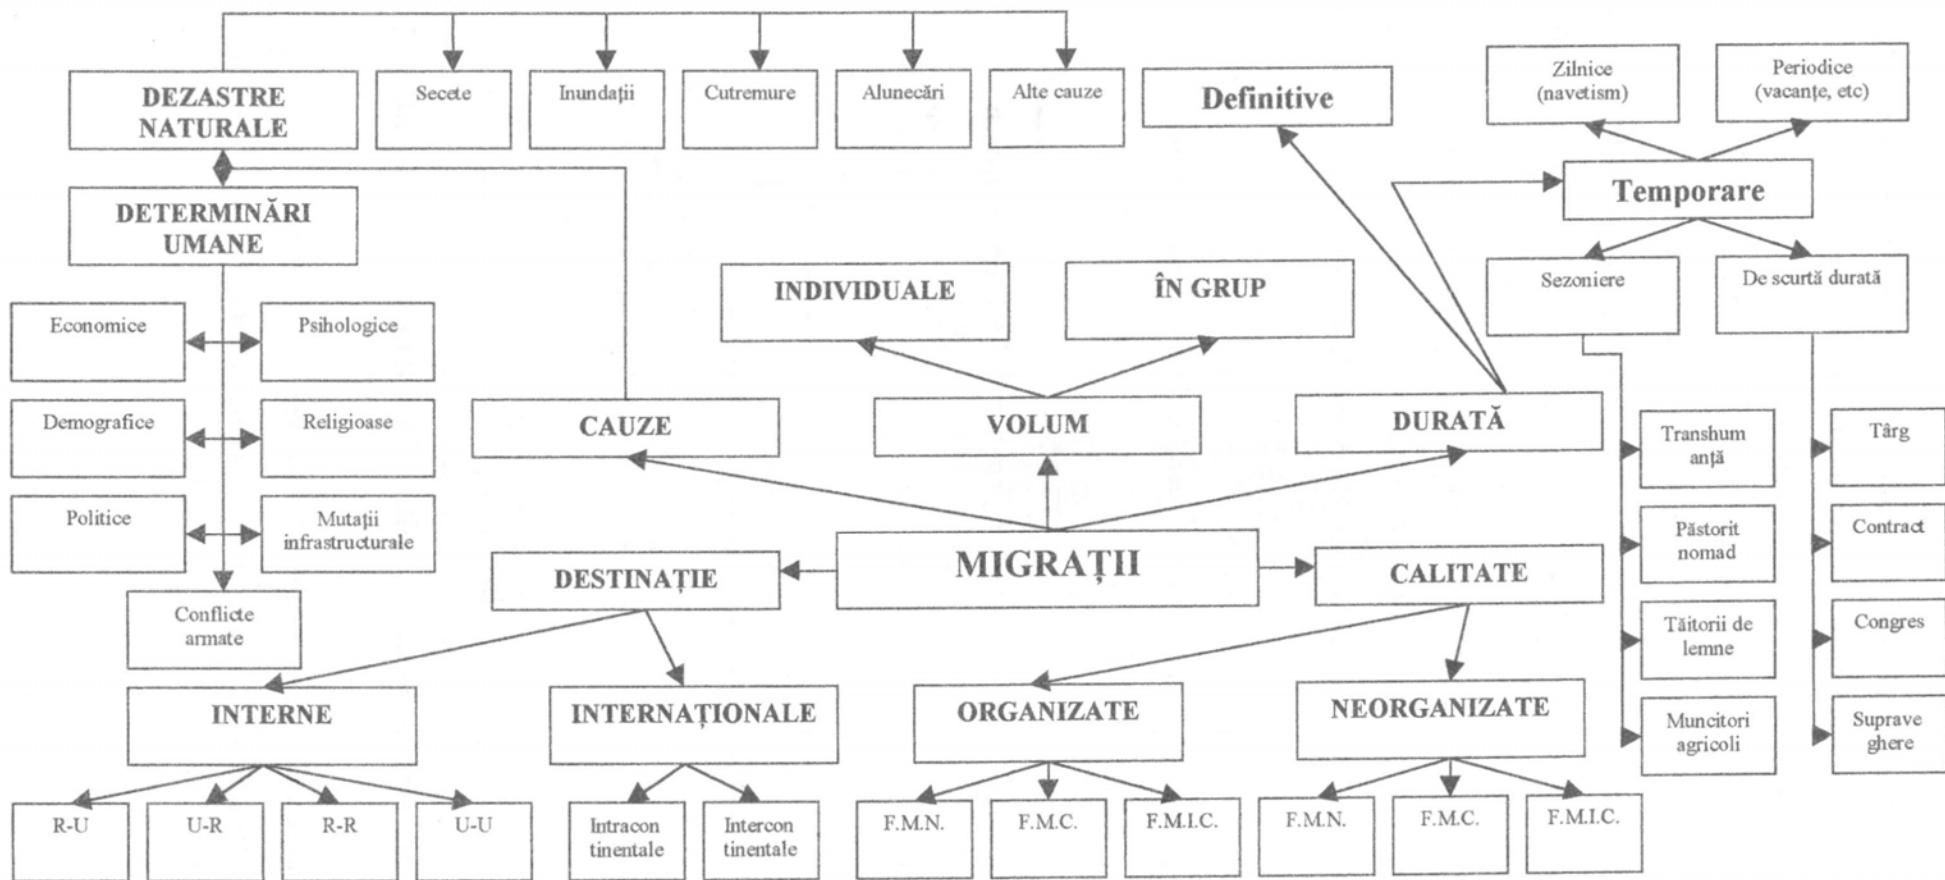 DEZASTRE
NATURALE
Secete
Inundații
Cutremure
Alunecări
Alte cauze
Definitive
Zilnice
(navetism)
Periodice
(vacanțe, etc)
Temporare
DETERMINĂRI
UMANE
Sezoniere
De scurtă durată
INDIVIDUALE
ÎN GRUP
Economice
Psihologice
Demografice
Religioase
Politice
Mutații
infrastructurale
Conflicte
armate
CAUZE
VOLUM
DURATĂ
Transhum
anță
Târg
Păstorit
nomad
Contract
Tăitorii de
lemne
Congres
Muncitori
agricoli
Suprave
ghere
MIGRAȚII
DESTINAȚIE
CALITATE
INTERNE
INTERNAȚIONALE
ORGANIZATE
NEORGANIZATE
R-U
U-R
R-R
U-U
Intracon
tinentale
Intercon
tinentale
F.M.N.
F.M.C.
F.M.I.C.
F.M.N.
F.M.C.
F.M.I.C.